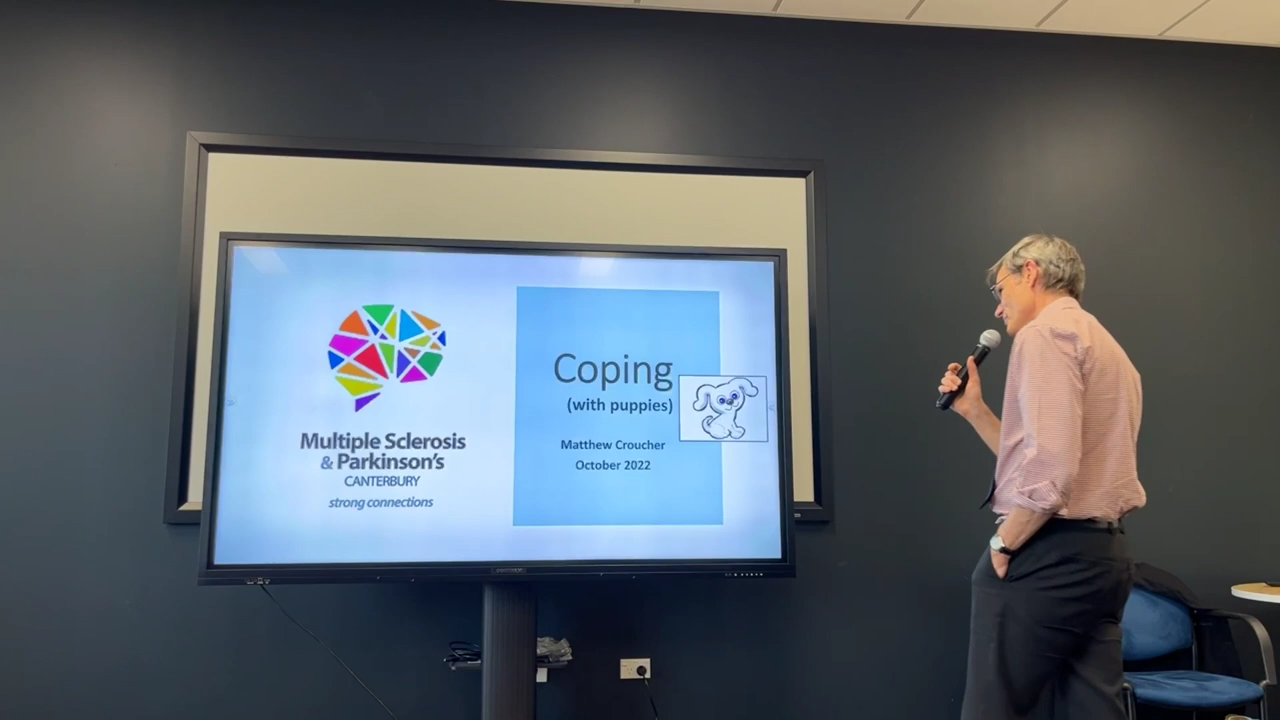 Multiple Sclerosis
& Parkinson's
CANTERBURY
strong connections
Coping
(with puppies)
Matthew Croucher
October 2022